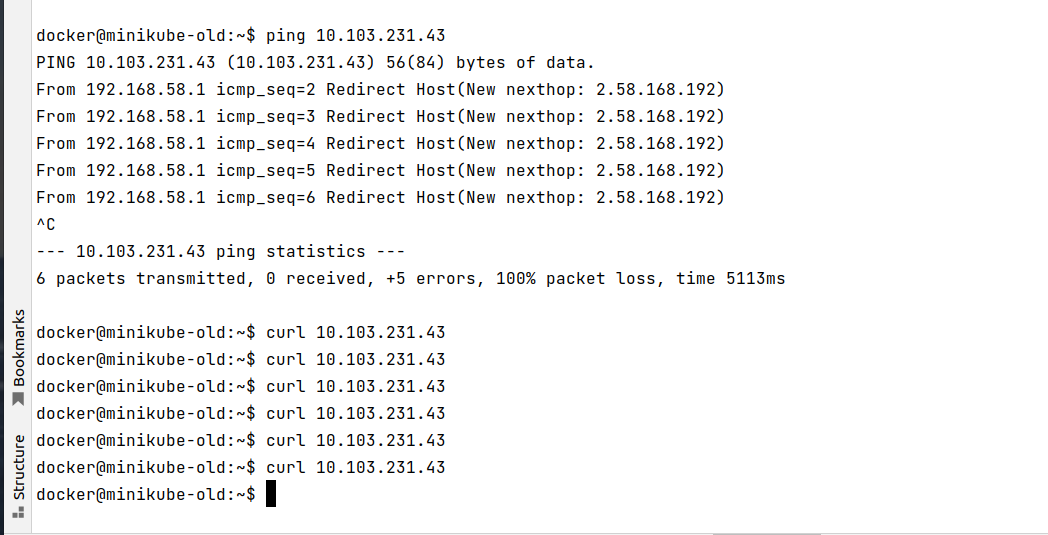 docker@minikube-old:~$ ping 10.103.231.43
PING 10.103.231.43 (10.103.231.43) 56(84) bytes of data.
From 192.168.58.1 icmp_seq=2 Redirect Host(New nexthop: 2.58.168.192)
From 192.168.58.1 icmp_seq=3 Redirect Host(New nexthop: 2.58.168.192)
From 192.168.58.1 icmp_seq=4 Redirect Host(New nexthop: 2.58.168.192)
From 192.168.58.1 icmp_seq=5 Redirect Host(New nexthop: 2.58.168.192)
From 192.168.58.1 icmp_seq=6 Redirect Host(New nexthop: 2.58.168.192)
^C
--- 10.103.231.43 ping statistics ---
6 packets transmitted, 0 received, +5 errors, 100% packet loss, time 5113ms
docker@minikube-old:~$ curl 10.103.231.43
docker@minikube-old:~$ curl 10.103.231.43
docker@minikube-old:~$ curl 10.103.231.43
docker@minikube-old:~$ curl 10.103.231.43
docker@minikube-old:~$ curl 10.103.231.43
docker@minikube-old:~$ curl 10.103.231.43
docker@minikube-old:~$
Bookmarks
Structure